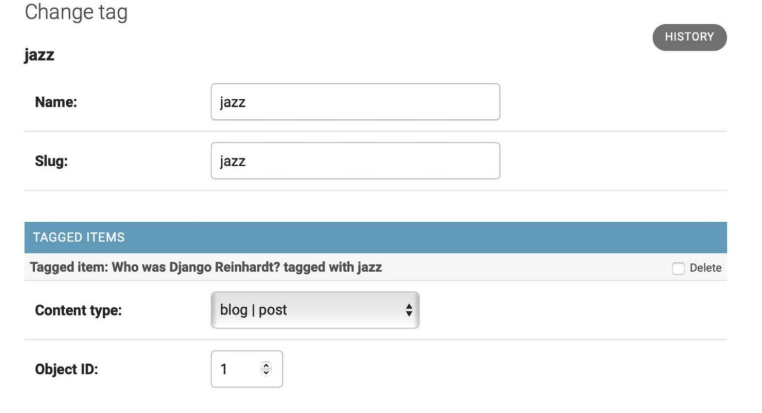 Change tag
HISTORY
jazz
Name: jazz
Slug: jazz
TAGGED ITEMS
Tagged item: Who was Django Reinhardt? tagged with jazz Delete
Content type: blog | post
Object ID: 1